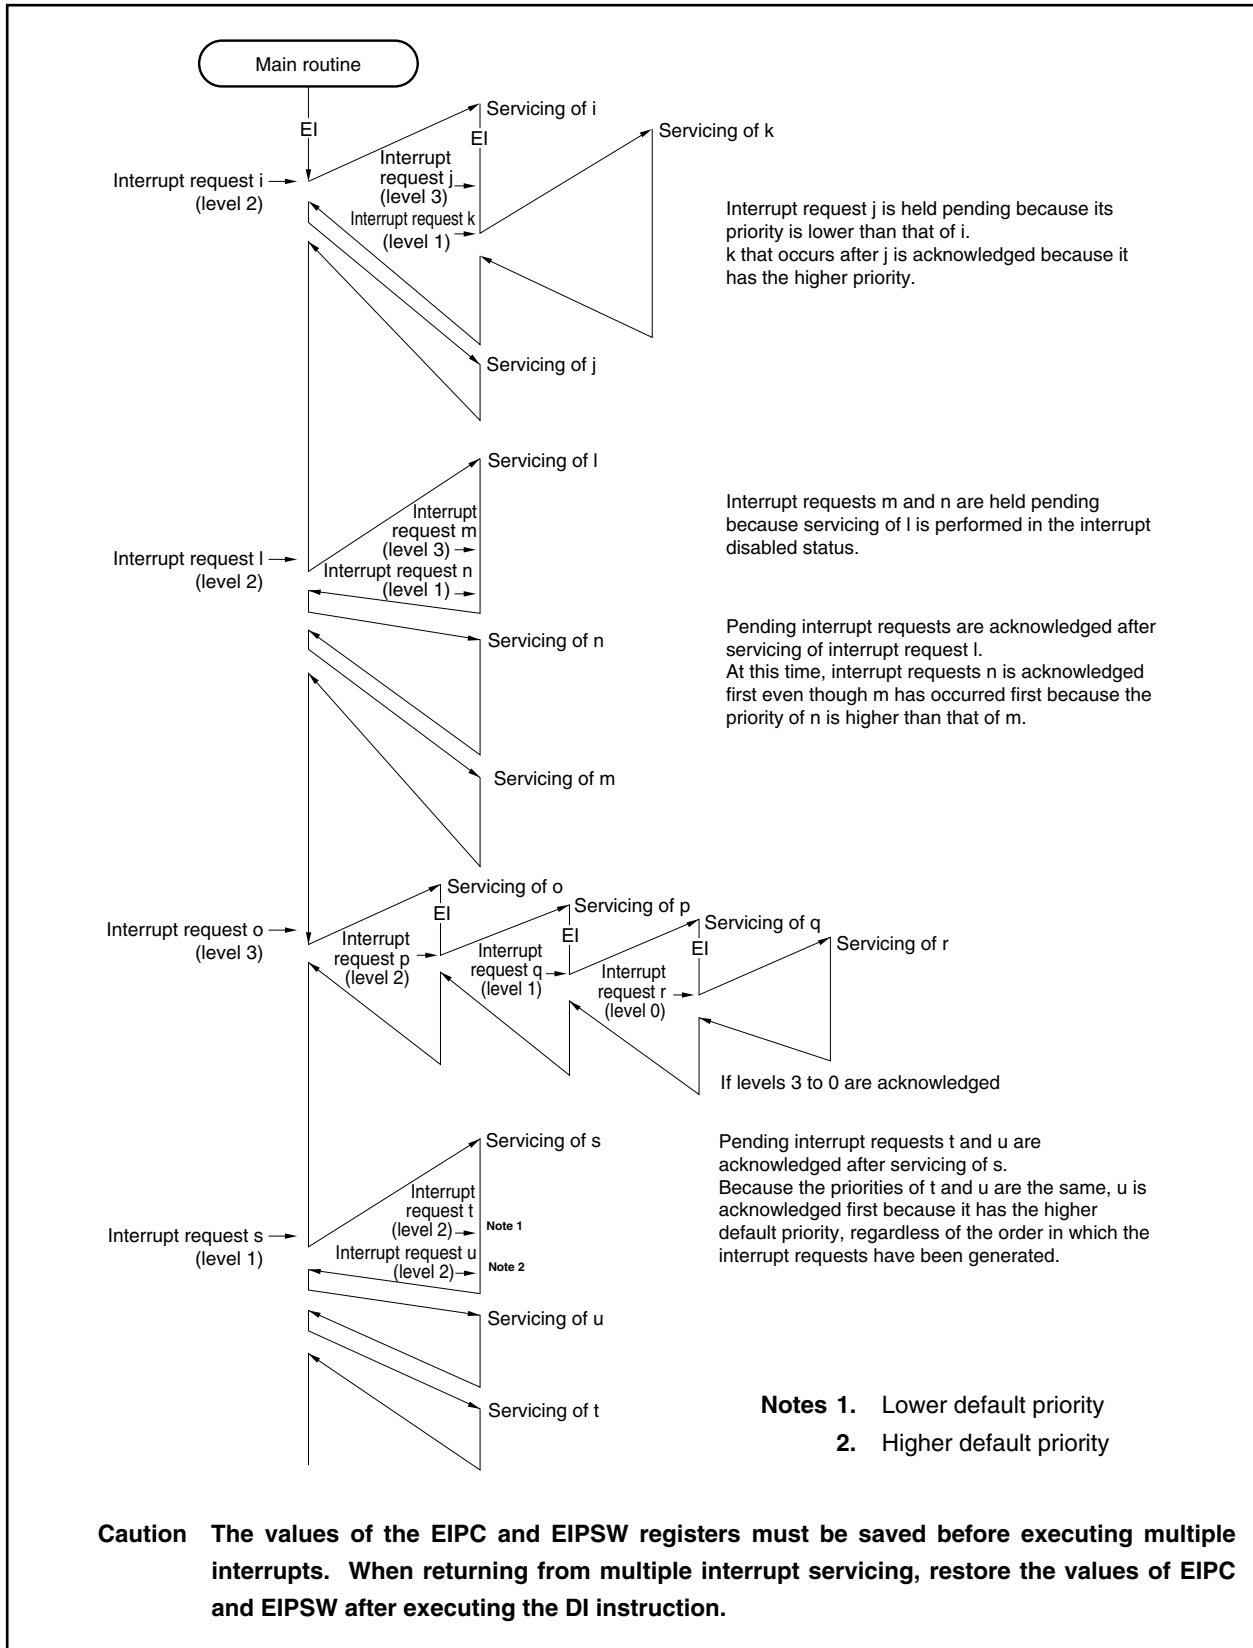 Main routine
EI
Servicing of i
EI
Servicing of k
Interrupt
request j
(level 3)
Interrupt request i
(level 2)
Interrupt request k
(level 1)
Interrupt request j is held pending because its
priority is lower than that of i.
k that occurs after j is acknowledged because it
has the higher priority.
Servicing of j
Servicing of l
Interrupt
request m
(level 3)
Interrupt request l
(level 2)
Interrupt request n
(level 1)
Interrupt requests m and n are held pending
because servicing of l is performed in the interrupt
disabled status.
Servicing of n
Pending interrupt requests are acknowledged after
servicing of interrupt request l.
At this time, interrupt requests n is acknowledged
first even though m has occurred first because the
priority of n is higher than that of m.
Servicing of m
Servicing of o
EI
Servicing of p
EI
Servicing of q
EI
Servicing of r
Interrupt request o
(level 3)
Interrupt
request p
(level 2)
Interrupt
request q
(level 1)
Interrupt
request r
(level 0)
If levels 3 to 0 are acknowledged
Servicing of s
Interrupt
request t
(level 2)
Note 1
Interrupt request s
(level 1)
Interrupt request u
(level 2)
Note 2
Pending interrupt requests t and u are
acknowledged after servicing of s.
Because the priorities of t and u are the same, u is
acknowledged first because it has the higher
default priority, regardless of the order in which the
interrupt requests have been generated.
Servicing of u
Servicing of t
Notes 1. Lower default priority
2. Higher default priority
Caution The values of the EIPC and EIPSW registers must be saved before executing multiple
interrupts. When returning from multiple interrupt servicing, restore the values of EIPC
and EIPSW after executing the DI instruction.